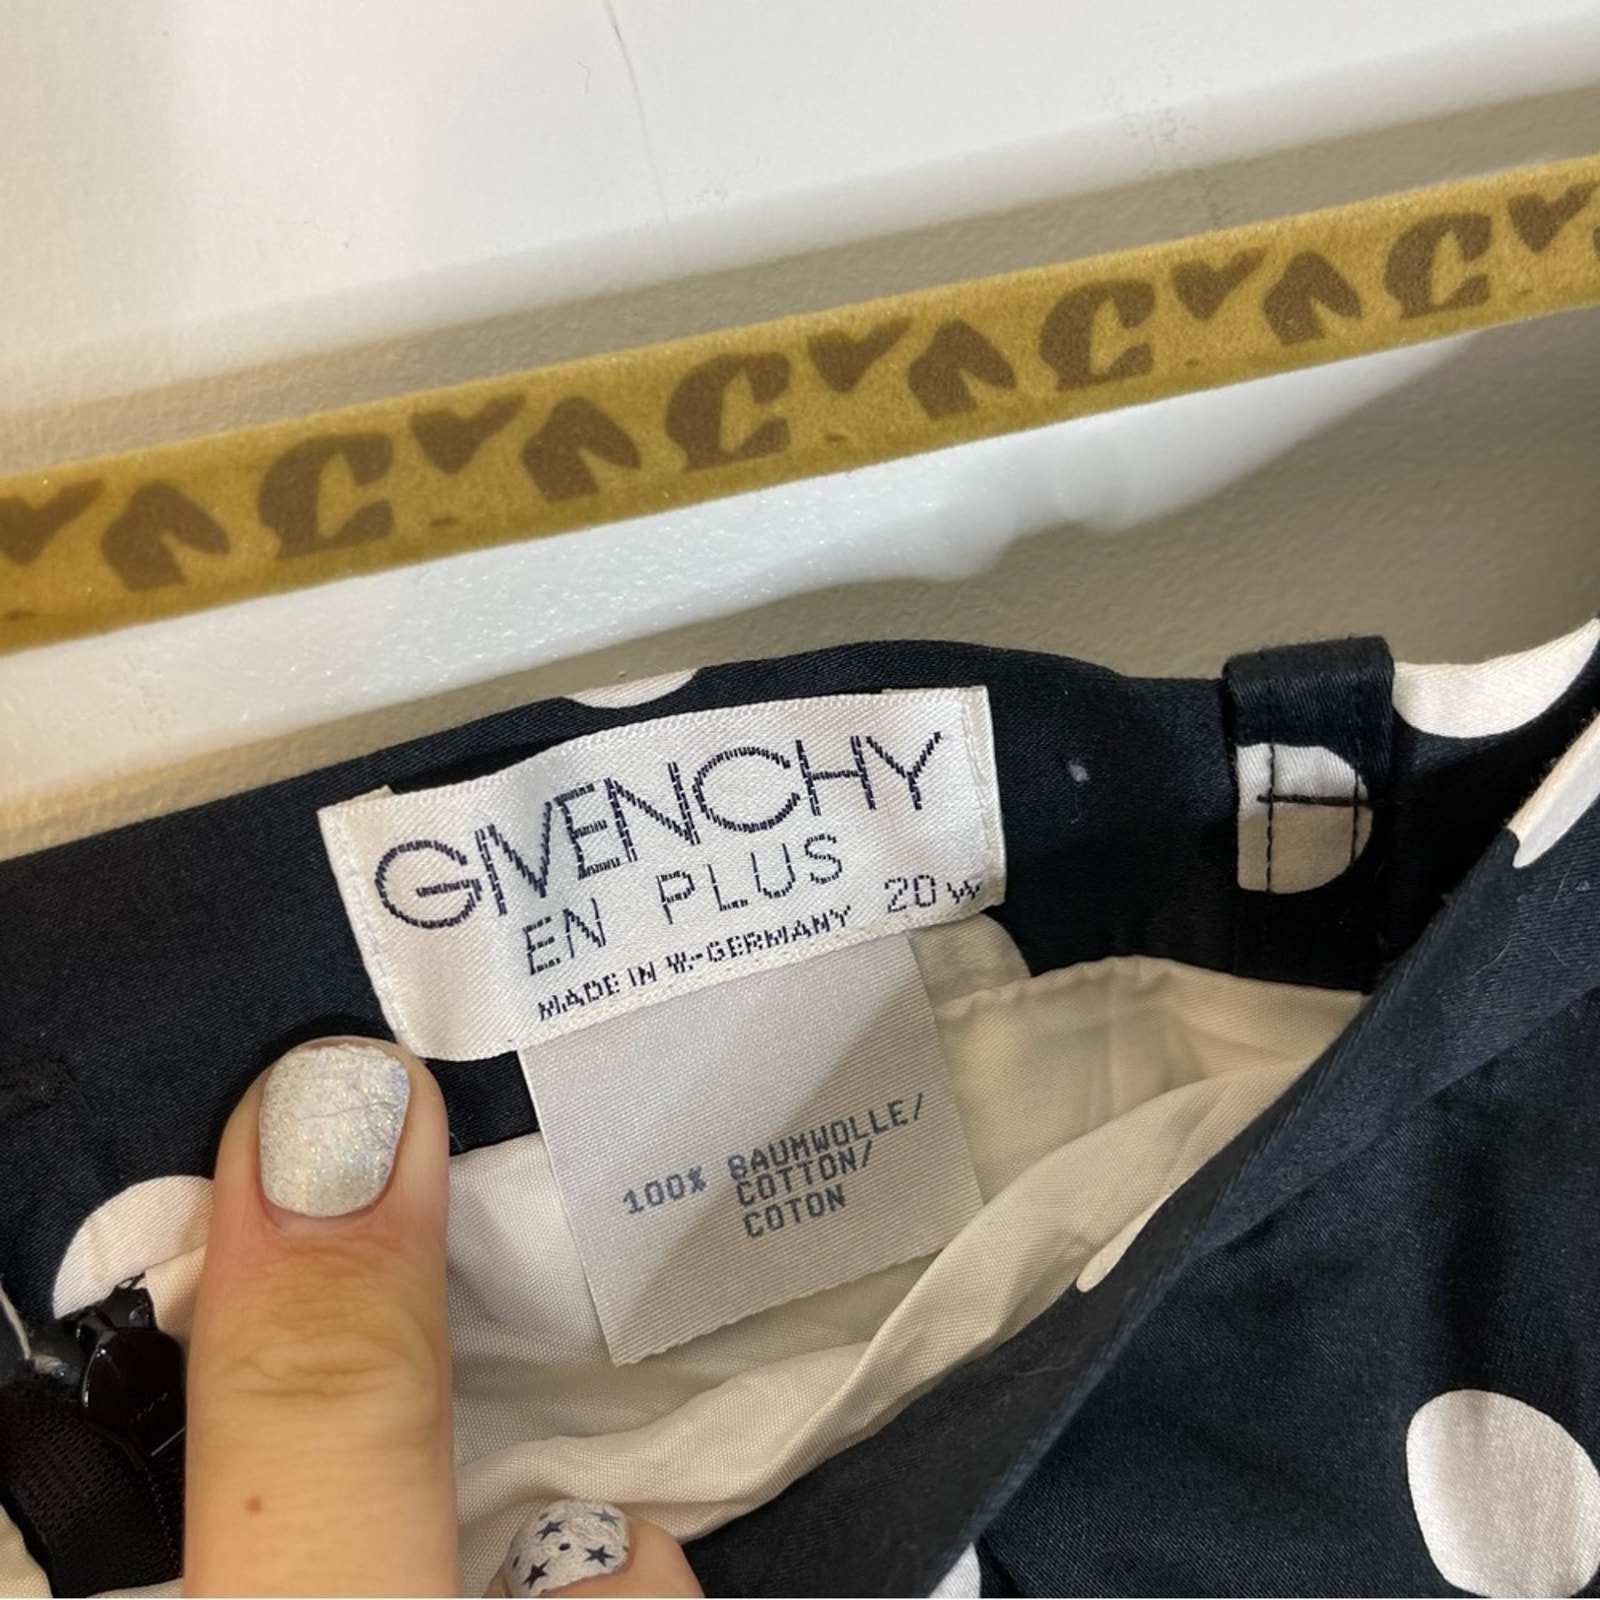 GIVENCHY
EN PLUS
MADE IN W.-GERMANY 20 W
100% BAUMWOLLE/
COTTON/
COTON